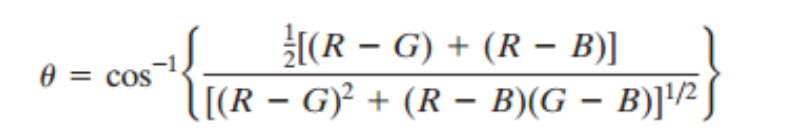 θ = cos⁻¹{ ½[(R − G) + (R − B)] / [(R − G)² + (R − B)(G − B)]^{1/2} }